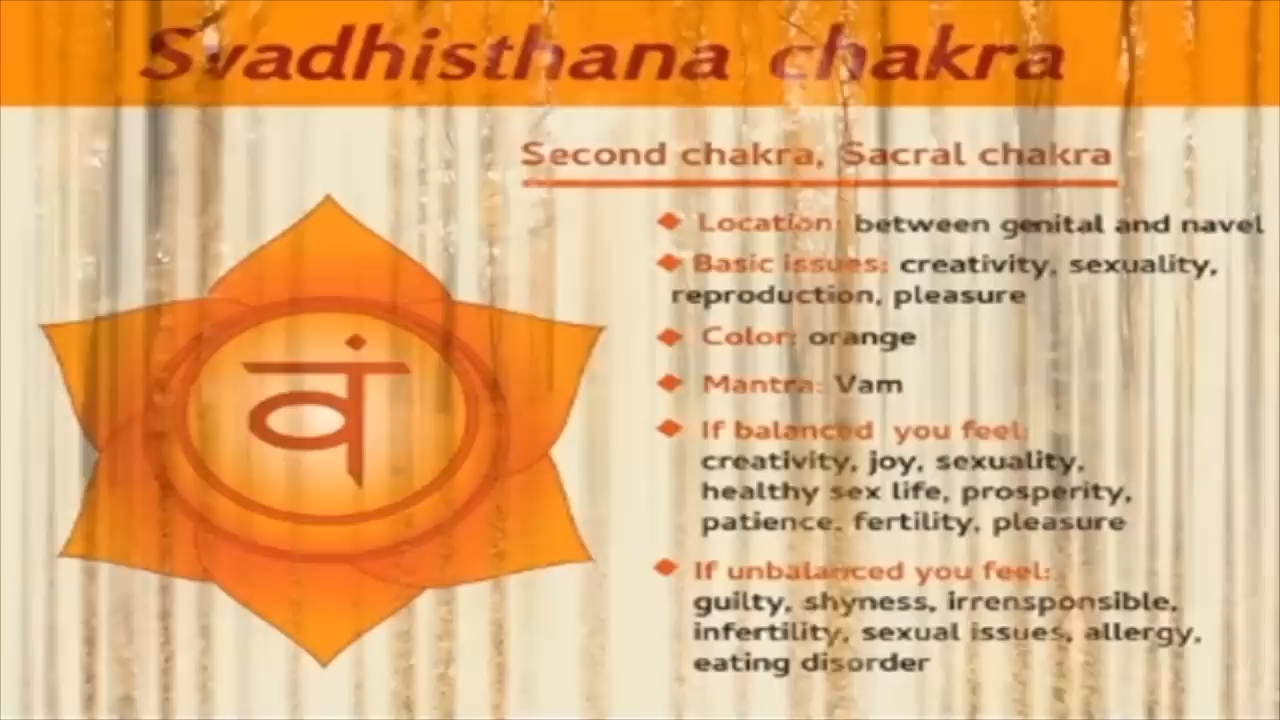 Svadhisthana chakra
Second chakra, Sacral chakra
Location: between genital and navel
Basic issues: creativity, sexuality,
reproduction, pleasure
Color: orange
Mantra: Vam
वं
If balanced you feel:
creativity, joy, sexuality,
healthy sex life, prosperity,
patience, fertility, pleasure
If unbalanced you feel:
guilty, shyness, irrensponsible,
infertility, sexual issues, allergy,
eating disorder